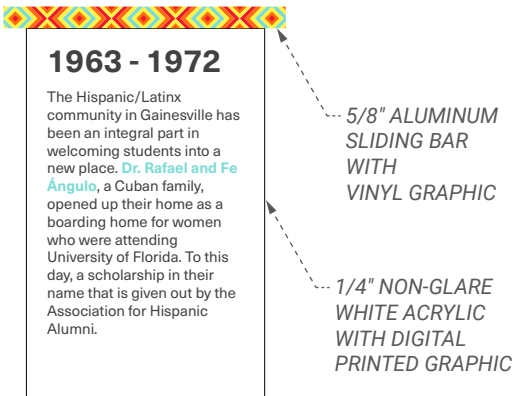 1963 - 1972
The Hispanic/Latinx
community in Gainesville has
been an integral part in
welcoming students into a
new place. Dr. Rafael and Fe
Ángulo, a Cuban family,
opened up their home as a
boarding home for women
who were attending
University of Florida. To this
day, a scholarship in their
name that is given out by the
Association for Hispanic
Alumni.
5/8" ALUMINUM
SLIDING BAR
WITH
VINYL GRAPHIC
1/4" NON-GLARE
WHITE ACRYLIC
WITH DIGITAL
PRINTED GRAPHIC